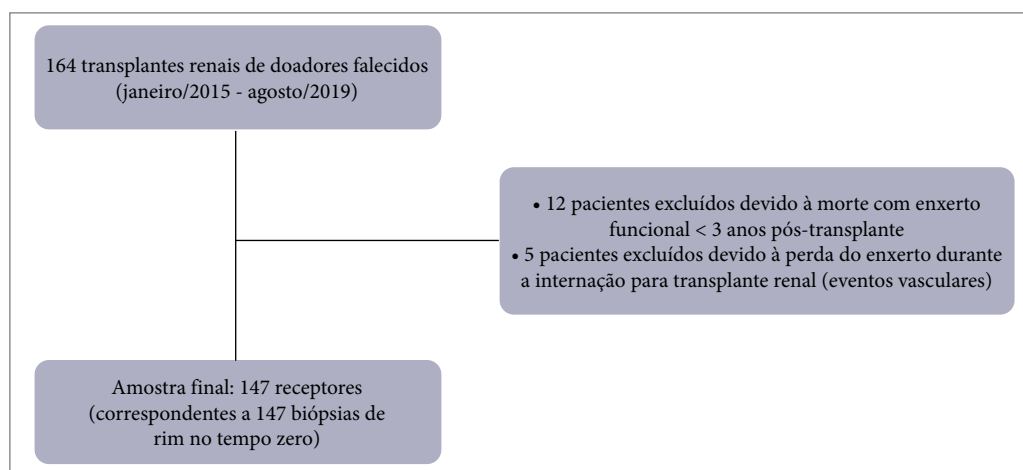 164 transplantes renais de doadores falecidos
(janeiro/2015 - agosto/2019)
• 12 pacientes excluídos devido à morte com enxerto
funcional < 3 anos pós-transplante
• 5 pacientes excluídos devido à perda do enxerto durante
a internação para transplante renal (eventos vasculares)
Amostra final: 147 receptores
(correspondentes a 147 biópsias de
rim no tempo zero)